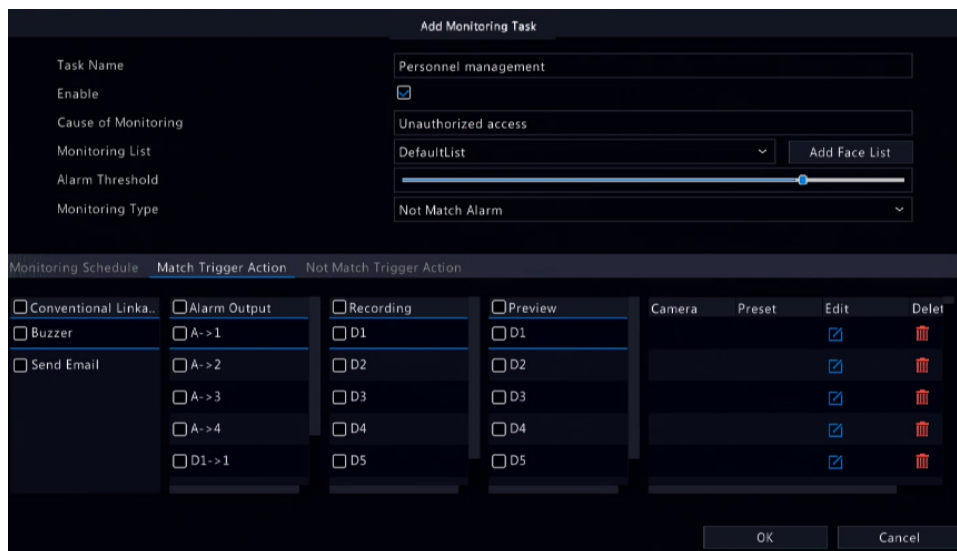 Add Monitoring Task
Task Name Personnel management
Enable
Cause of Monitoring Unauthorized access
Monitoring List DefaultList Add Face List
Alarm Threshold
Monitoring Type Not Match Alarm
Monitoring Schedule Match Trigger Action Not Match Trigger Action
Conventional Linka... Alarm Output Recording Preview Camera Preset Edit Delet
Buzzer A->1 D1 D1
Send Email A->2 D2 D2
A->3 D3 D3
A->4 D4 D4
D1->1 D5 D5
OK Cancel